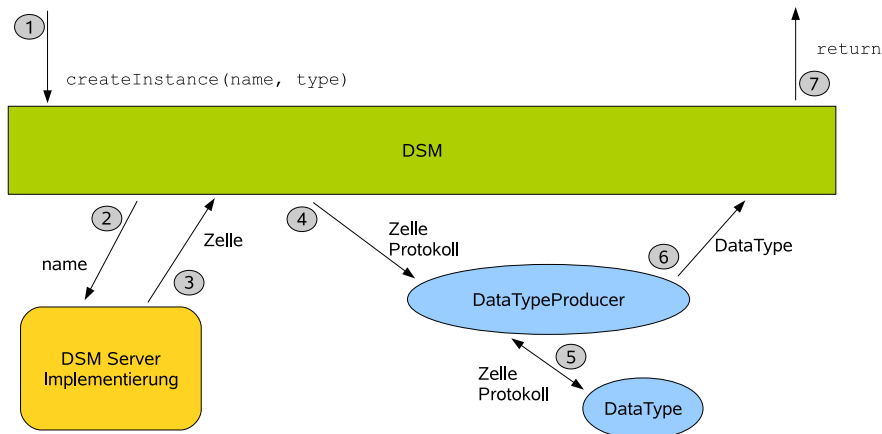 1
createInstance(name, type)
return
7
DSM
2
name
Zelle
3
4
Zelle
Protokoll
6
DataType
DataTypeProducer
DSM Server
Implementierung
5
Zelle
Protokoll
DataType